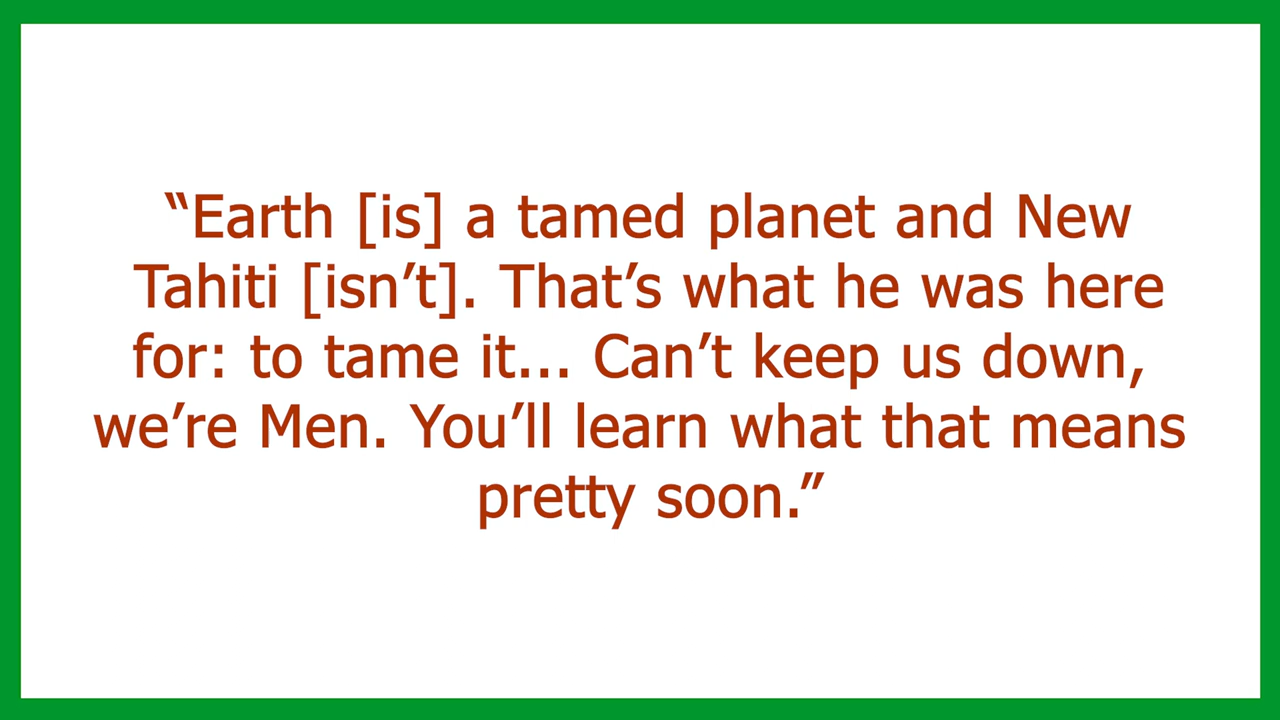 “Earth [is] a tamed planet and New
Tahiti [isn’t]. That’s what he was here
for: to tame it... Can’t keep us down,
we’re Men. You’ll learn what that means
pretty soon.”